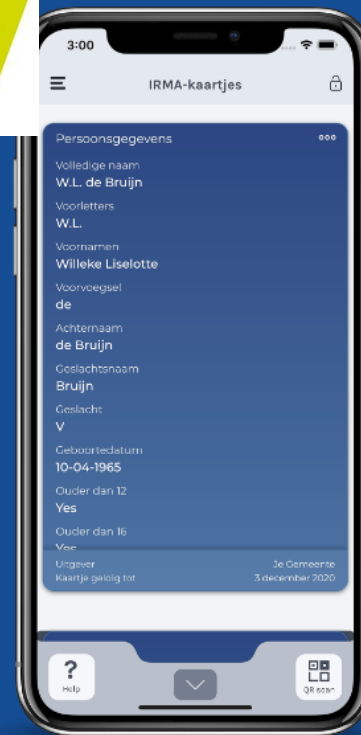 3:00
IRMA-kaartjes
Persoonsgegevens
Volledige naam
W.L. de Bruijn
Voorletters
W.L.
Voornamen
Willeke Liselotte
Voorvoegsel
de
Achternaam
de Bruijn
Geslachtsnaam
Bruijn
Geslacht
V
Geboortedatum
10-04-1965
Ouder dan 12
Yes
Ouder dan 16
Yes
Uitgever Je Gemeente
Kaartje geldig tot 3 december 2020
?
Help
QR scan